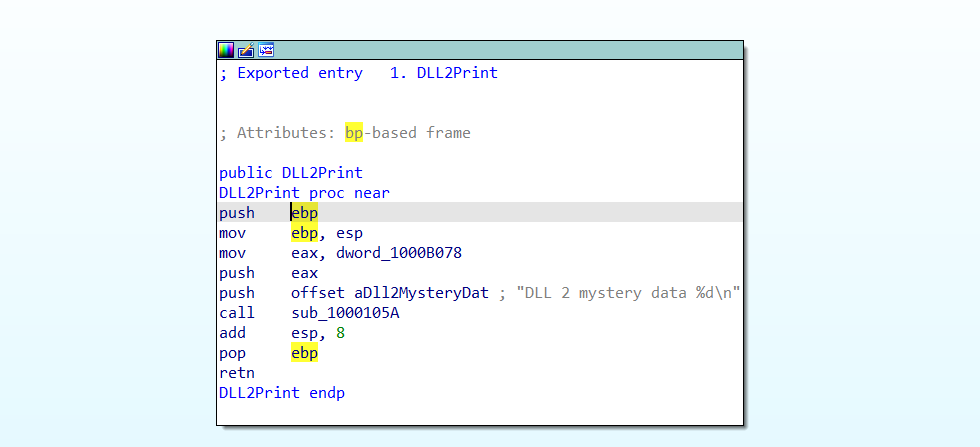 ; Exported entry   1. DLL2Print
; Attributes: bp-based frame
public DLL2Print
DLL2Print proc near
push    ebp
mov     ebp, esp
mov     eax, dword_1000B078
push    eax
push    offset aDll2MysteryDat ; "DLL 2 mystery data %d\n"
call    sub_1000105A
add     esp, 8
pop     ebp
retn
DLL2Print endp